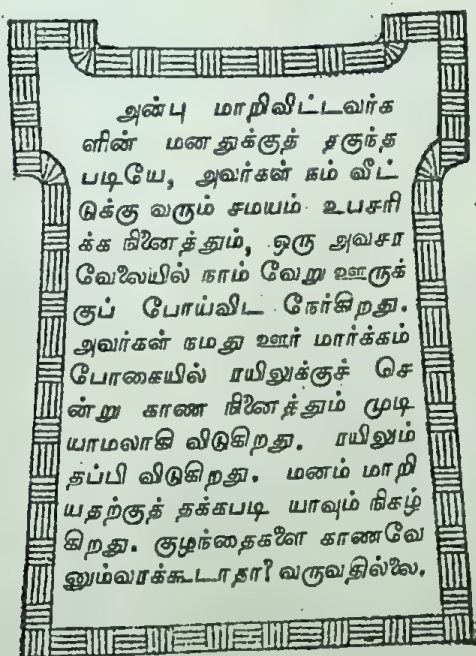 அன்பு மாறிவிட்டவர்க
ளின் மனதுக்குத் தகுந்த
படியே, அவர்கள் நம் வீட்
டுக்கு வரும் சமயம் உபசரி
க்க நினைத்தும், ஒரு அவசர
வேலையில் நாம் வேறு ஊருக்
குப் போய்விட நேர்கிறது.
அவர்கள் நமது ஊர் மார்க்கம்
போகையில் ரயிலுக்குச் செ
ன்று காண நினைத்தும் முடி
யாமலாகி விடுகிறது. ரயிலும்
தப்பி விடுகிறது. மனம் மாறி
யதற்குத் தக்கபடி யாவும் நிகழ்
கிறது. குழந்தைகளை காணவே
னும்வரக்கூடாதா? வருவதில்லை.